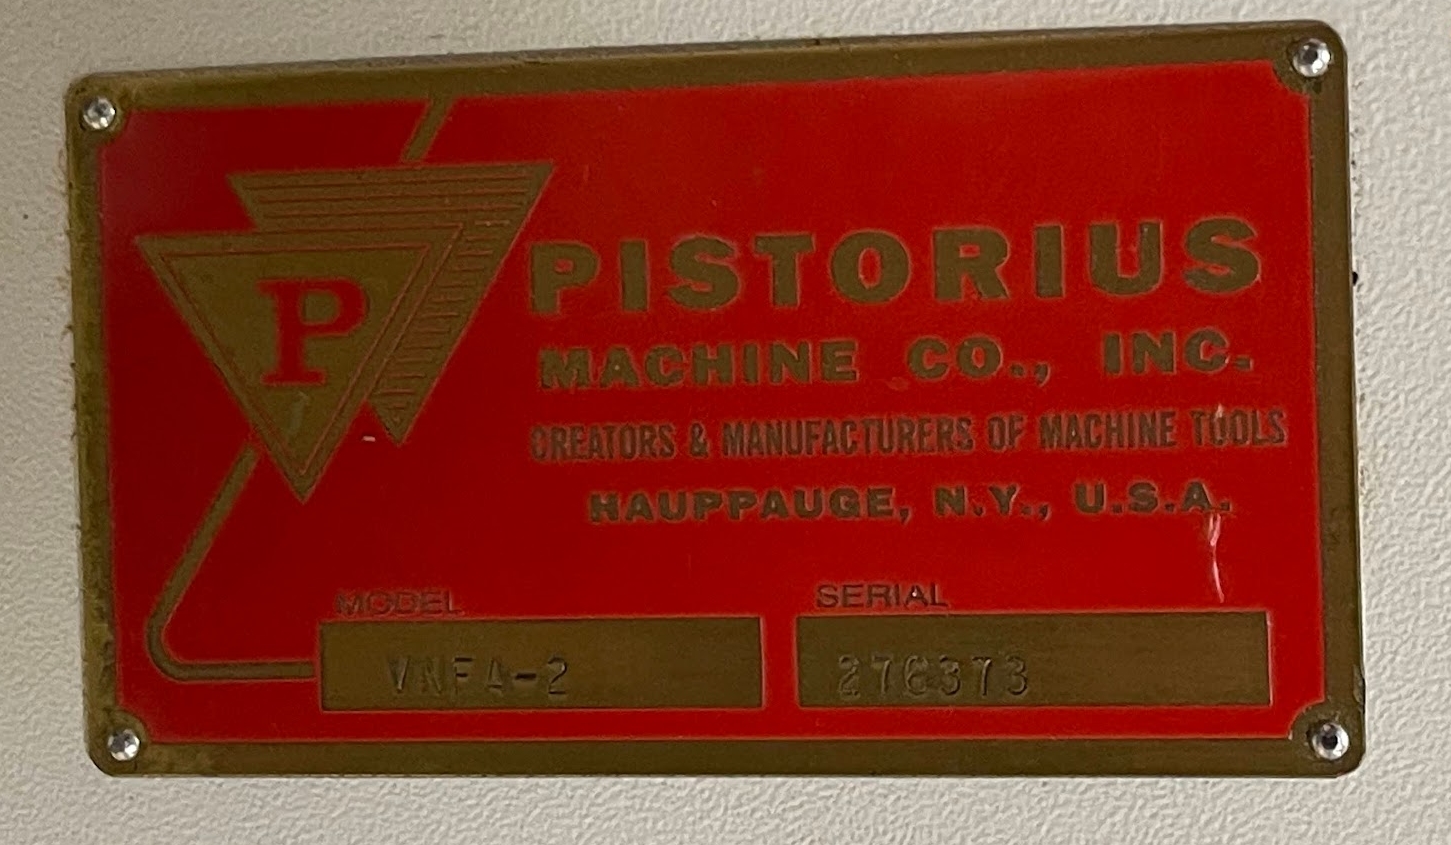 P
PISTORIUS
MACHINE CO., INC.
CREATORS & MANUFACTURERS OF MACHINE TOOLS
HAUPPAUGE, N.Y., U.S.A.
MODEL SERIAL
VNFA-2 276373